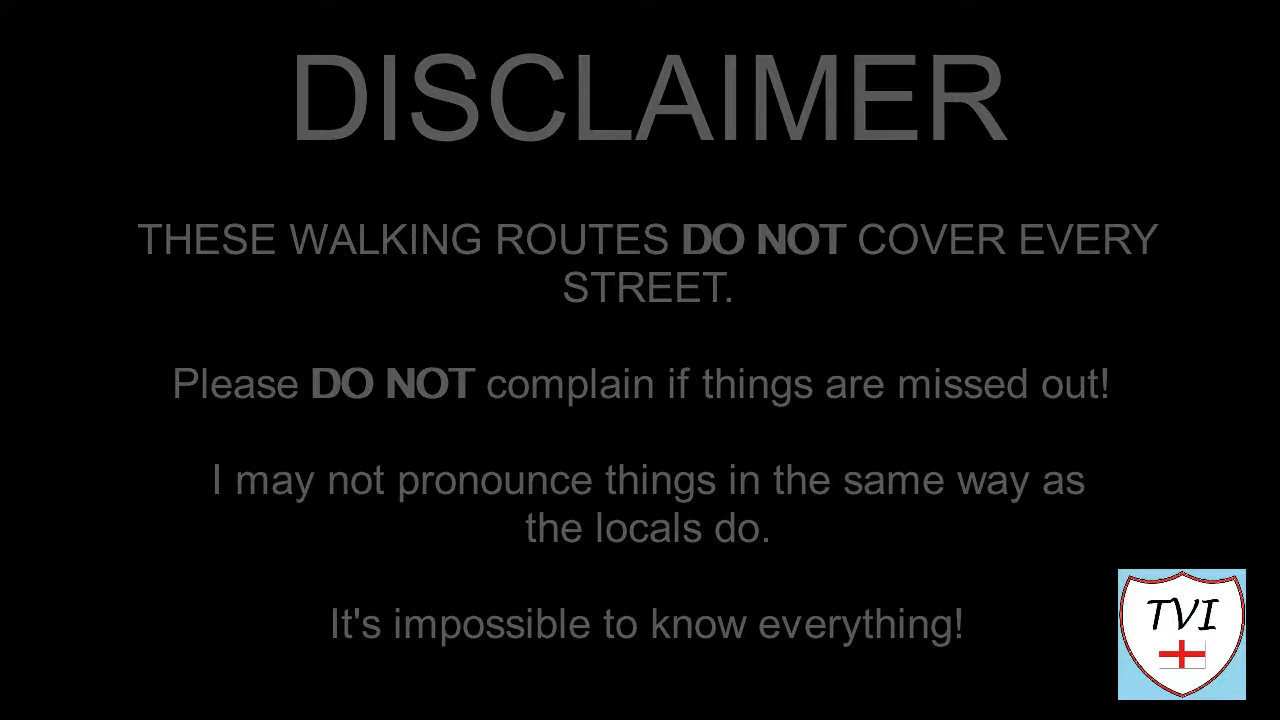 DISCLAIMER
THESE WALKING ROUTES DO NOT COVER EVERY
STREET.
Please DO NOT complain if things are missed out!
I may not pronounce things in the same way as
the locals do.
It's impossible to know everything!
TVI